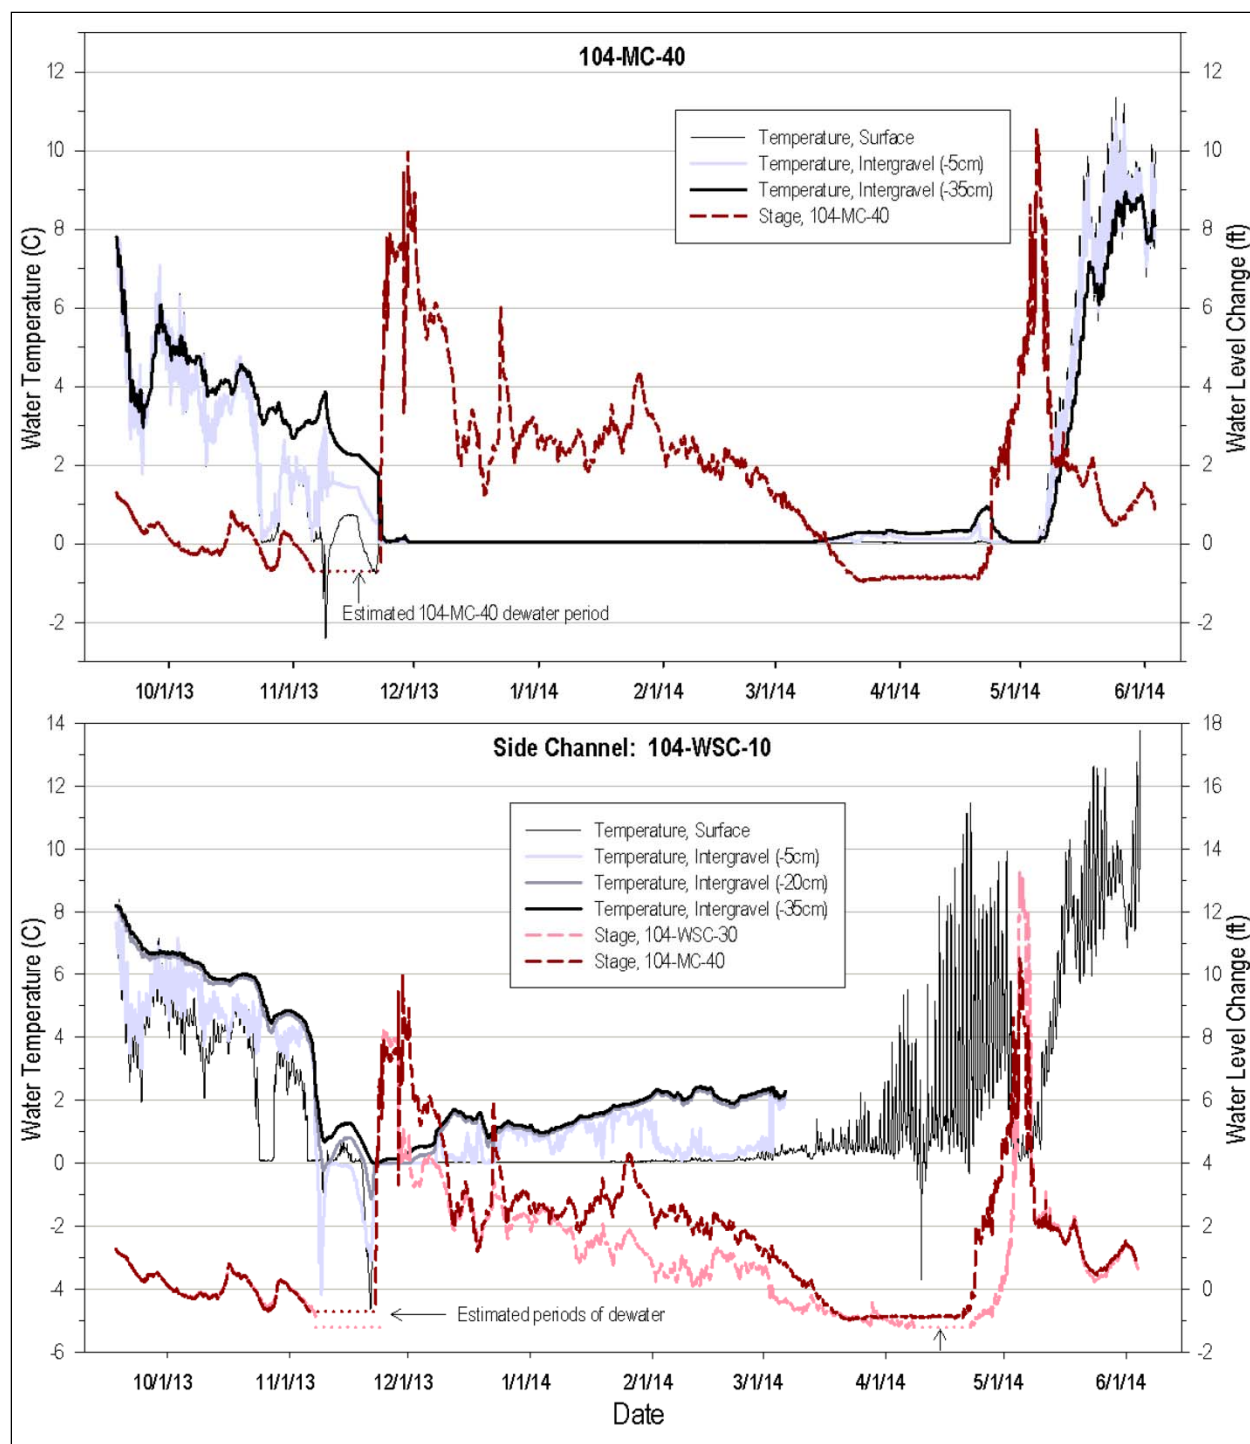 104-MC-40
12
10
8
6
4
2
0
-2
Water Temperature (C)
12
10
8
6
4
2
0
-2
Water Level Change (ft)
Temperature, Surface
Temperature, Intergravel (-5cm)
Temperature, Intergravel (-35cm)
Stage, 104-MC-40
Estimated 104-MC-40 dewater period
10/1/13 11/1/13 12/1/13 1/1/14 2/1/14 3/1/14 4/1/14 5/1/14 6/1/14
Side Channel: 104-WSC-10
14
12
10
8
6
4
2
0
-2
-4
-6
Water Temperature (C)
18
16
14
12
10
8
6
4
2
0
-2
Water Level Change (ft)
Temperature, Surface
Temperature, Intergravel (-5cm)
Temperature, Intergravel (-20cm)
Temperature, Intergravel (-35cm)
Stage, 104-WSC-30
Stage, 104-MC-40
Estimated periods of dewater
10/1/13 11/1/13 12/1/13 1/1/14 2/1/14 3/1/14 4/1/14 5/1/14 6/1/14
Date